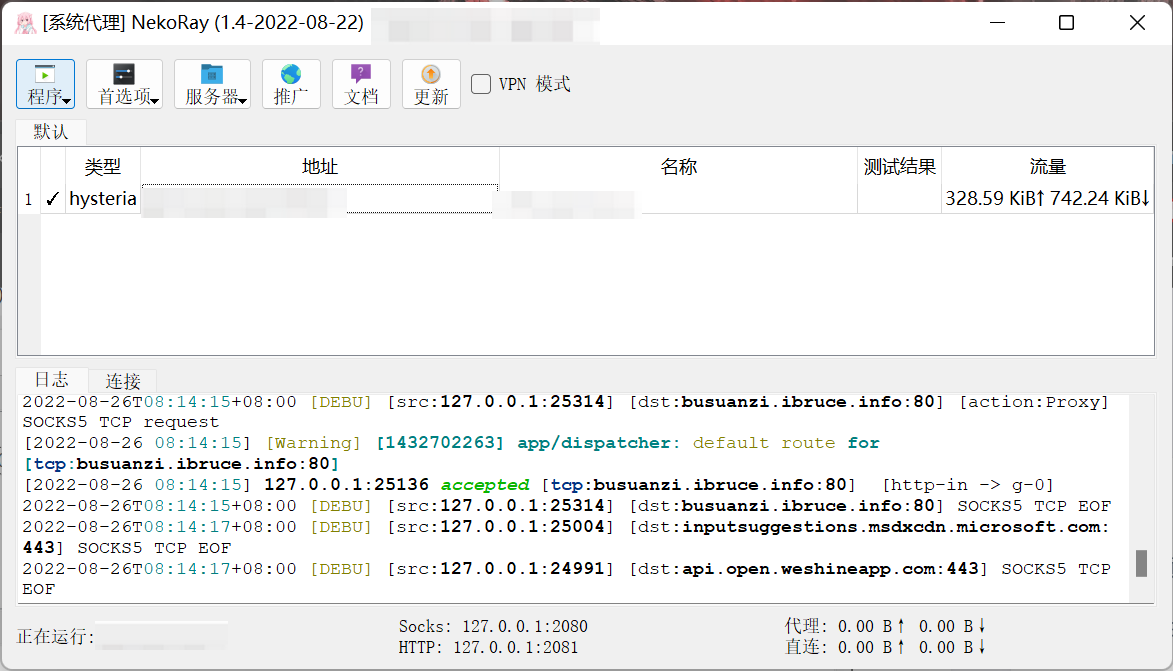 [系统代理] NekoRay (1.4-2022-08-22)
程序 首选项 服务器 推广 文档 更新 VPN 模式
默认
类型 地址 名称 测试结果 流量
1 ✓ hysteria 328.59 KiB↑ 742.24 KiB↓
日志 连接
2022-08-26T08:14:15+08:00 [DEBUG] [src:127.0.0.1:25314] [dst:busuanzi.ibruce.info:80] [action:Proxy]
SOCKS5 TCP request
[2022-08-26 08:14:15] [Warning] [1432702263] app/dispatcher: default route for
[tcp:busuanzi.ibruce.info:80]
[2022-08-26 08:14:15] 127.0.0.1:25136 accepted [tcp:busuanzi.ibruce.info:80] [http-in -> g-0]
2022-08-26T08:14:15+08:00 [DEBUG] [src:127.0.0.1:25314] [dst:busuanzi.ibruce.info:80] SOCKS5 TCP EOF
2022-08-26T08:14:17+08:00 [DEBUG] [src:127.0.0.1:25004] [dst:inputsuggestions.msdxcdn.microsoft.com:
443] SOCKS5 TCP EOF
2022-08-26T08:14:17+08:00 [DEBUG] [src:127.0.0.1:24991] [dst:api.open.weshineapp.com:443] SOCKS5 TCP
EOF
正在运行:
Socks: 127.0.0.1:2080
HTTP: 127.0.0.1:2081
代理: 0.00 B↑ 0.00 B↓
直连: 0.00 B↑ 0.00 B↓